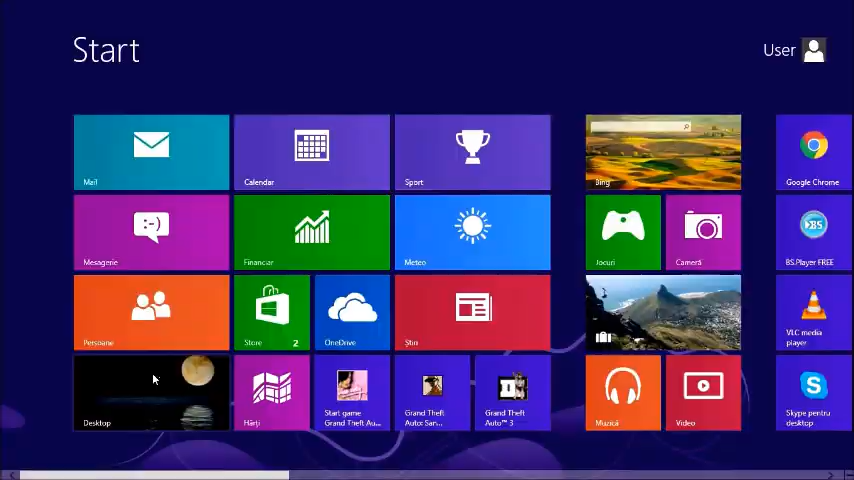 Start
User
Mail
Calendar
Sport
Bing
Google Chrome
Mesagerie
Financiar
Meteo
Jocuri
Cameră
BS.Player FREE
Persoane
Store
2
OneDrive
Știri
VLC media
player
Desktop
Hărți
Start game
Grand Theft Au...
Grand Theft
Auto: San...
Grand Theft
Auto™ 3
Muzică
Video
Skype pentru
desktop